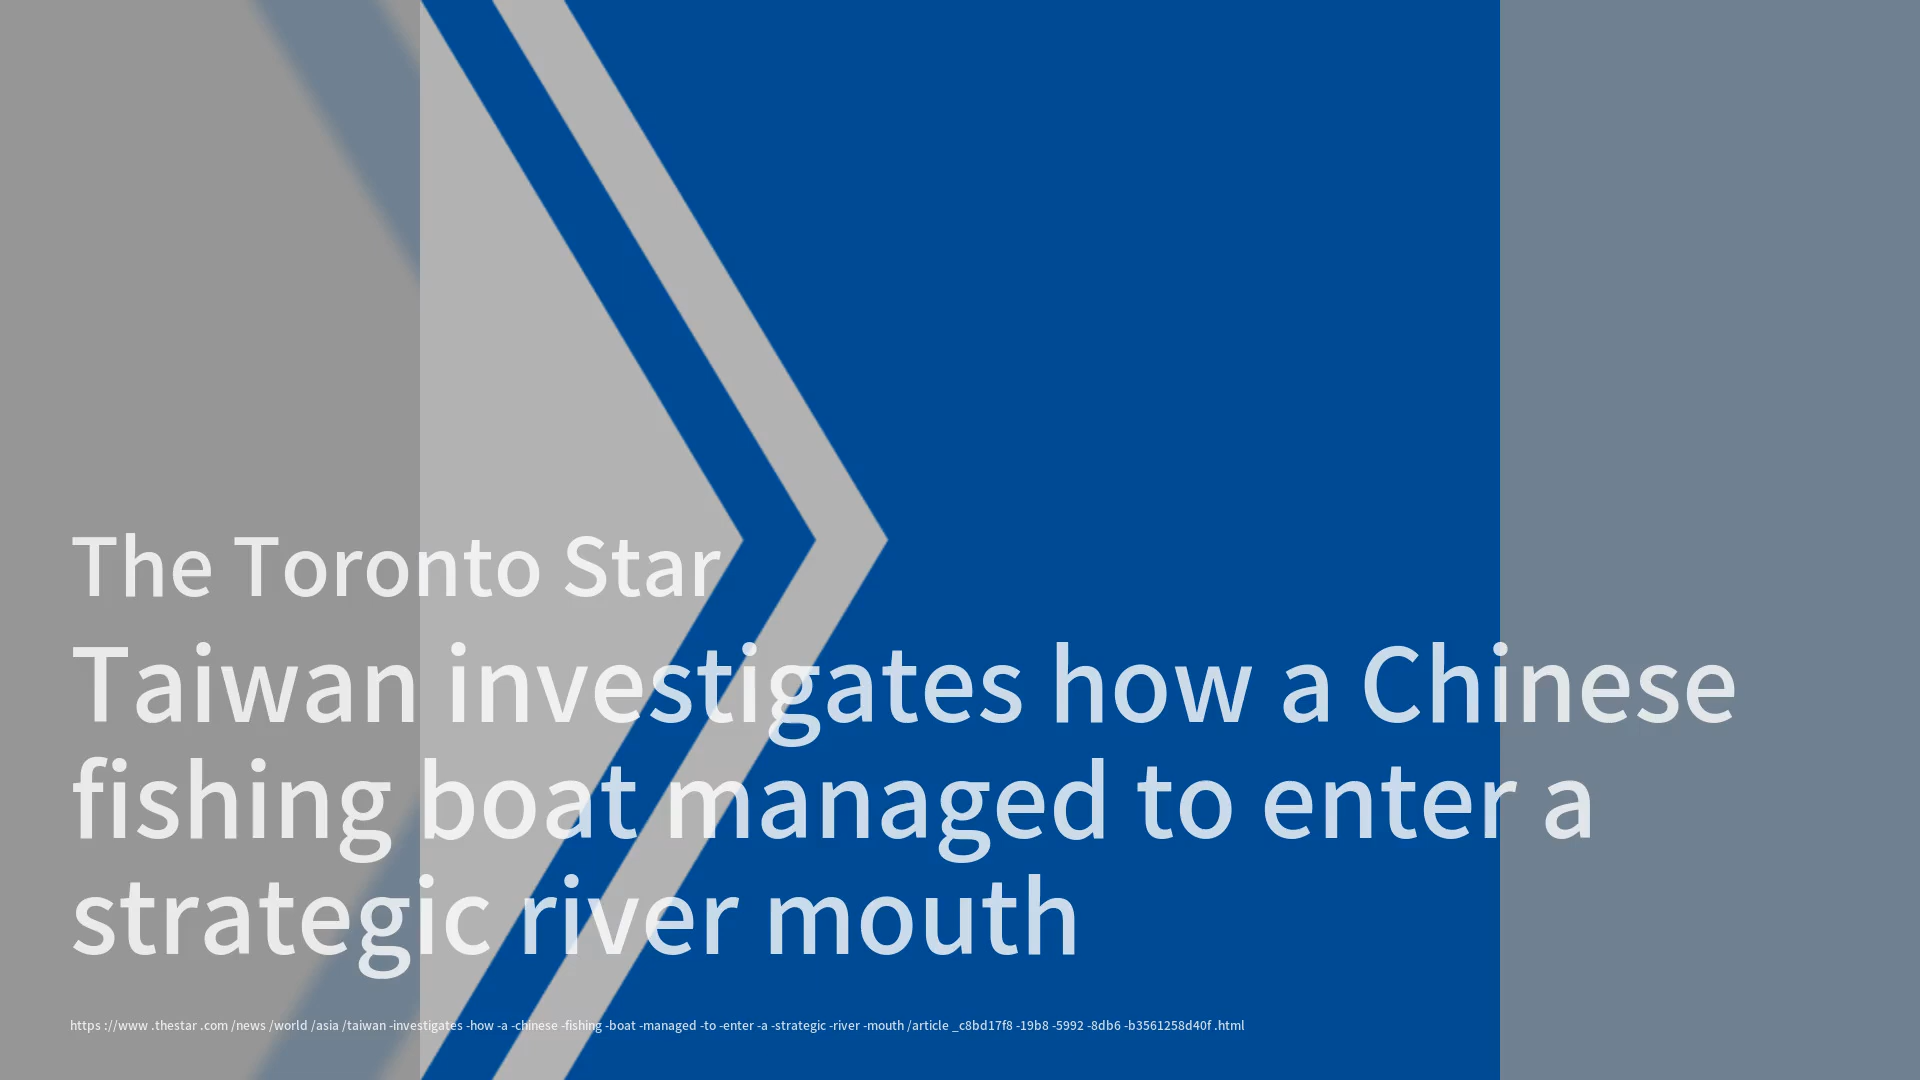 The Toronto Star
Taiwan investigates how a Chinese
fishing boat managed to enter a
strategic river mouth
https ://www .thestar .com /news /world /asia /taiwan -investigates -how -a -chinese -fishing -boat -managed -to -enter -a -strategic -river -mouth /article _c8bd17f8 -19b8 -5992 -8db6 -b3561258d40f .html